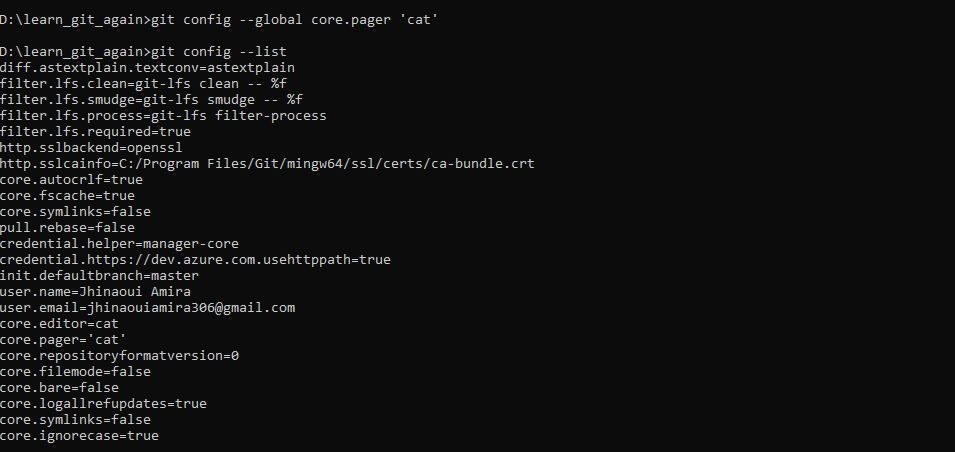 D:\learn_git_again>git config --global core.pager 'cat'
D:\learn_git_again>git config --list
diff.astextplain.textconv=astextplain
filter.lfs.clean=git-lfs clean -- %f
filter.lfs.smudge=git-lfs smudge -- %f
filter.lfs.process=git-lfs filter-process
filter.lfs.required=true
http.sslbackend=openssl
http.sslcainfo=C:/Program Files/Git/mingw64/ssl/certs/ca-bundle.crt
core.autocrlf=true
core.fscache=true
core.symlinks=false
pull.rebase=false
credential.helper=manager-core
credential.https://dev.azure.com.usehttppath=true
init.defaultbranch=master
user.name=Jhinaoui Amira
user.email=jhinaouiamira306@gmail.com
core.editor=cat
core.pager='cat'
core.repositoryformatversion=0
core.filemode=false
core.bare=false
core.logallrefupdates=true
core.symlinks=false
core.ignorecase=true